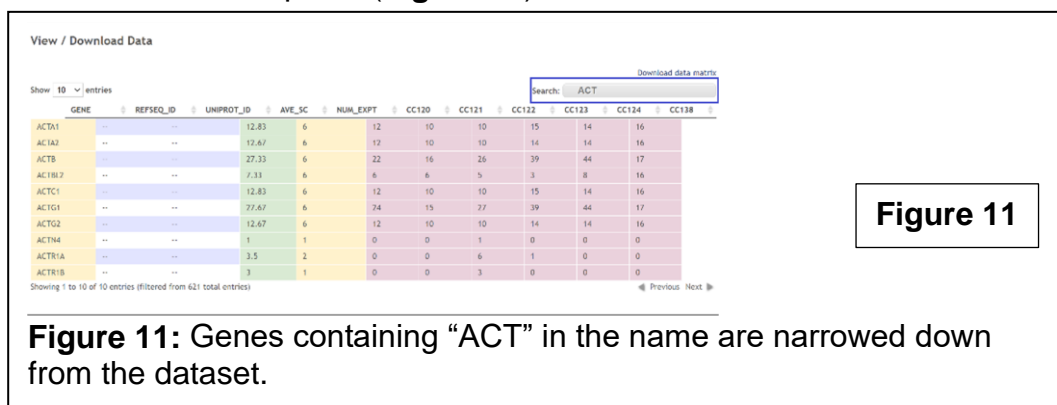 View / Download Data
Download data matrix
Show 10 entries
Search: ACT
GENE REFSEQ_ID UNIPROT_ID AVE_SC NUM_EXPT CC120 CC121 CC122 CC123 CC124 CC138
ACTA1 -- -- 12.83 6 12 10 10 15 14 16
ACTA2 -- -- 12.67 6 12 10 10 14 14 16
ACTB -- -- 27.33 6 22 16 26 39 44 17
ACTBL2 -- -- 7.33 6 6 6 5 3 8 16
ACTC1 -- -- 12.83 6 12 10 10 15 14 16
ACTG1 -- -- 27.67 6 24 15 27 39 44 17
ACTG2 -- -- 12.67 6 12 10 10 14 14 16
ACTN4 -- -- 1 1 0 0 1 0 0 0
ACTR1A -- -- 3.5 2 0 0 6 1 0 0
ACTR1B -- -- 3 1 0 0 3 0 0 0
Showing 1 to 10 of 10 entries (filtered from 621 total entries)
Previous Next
Figure 11
Figure 11: Genes containing “ACT” in the name are narrowed down
from the dataset.